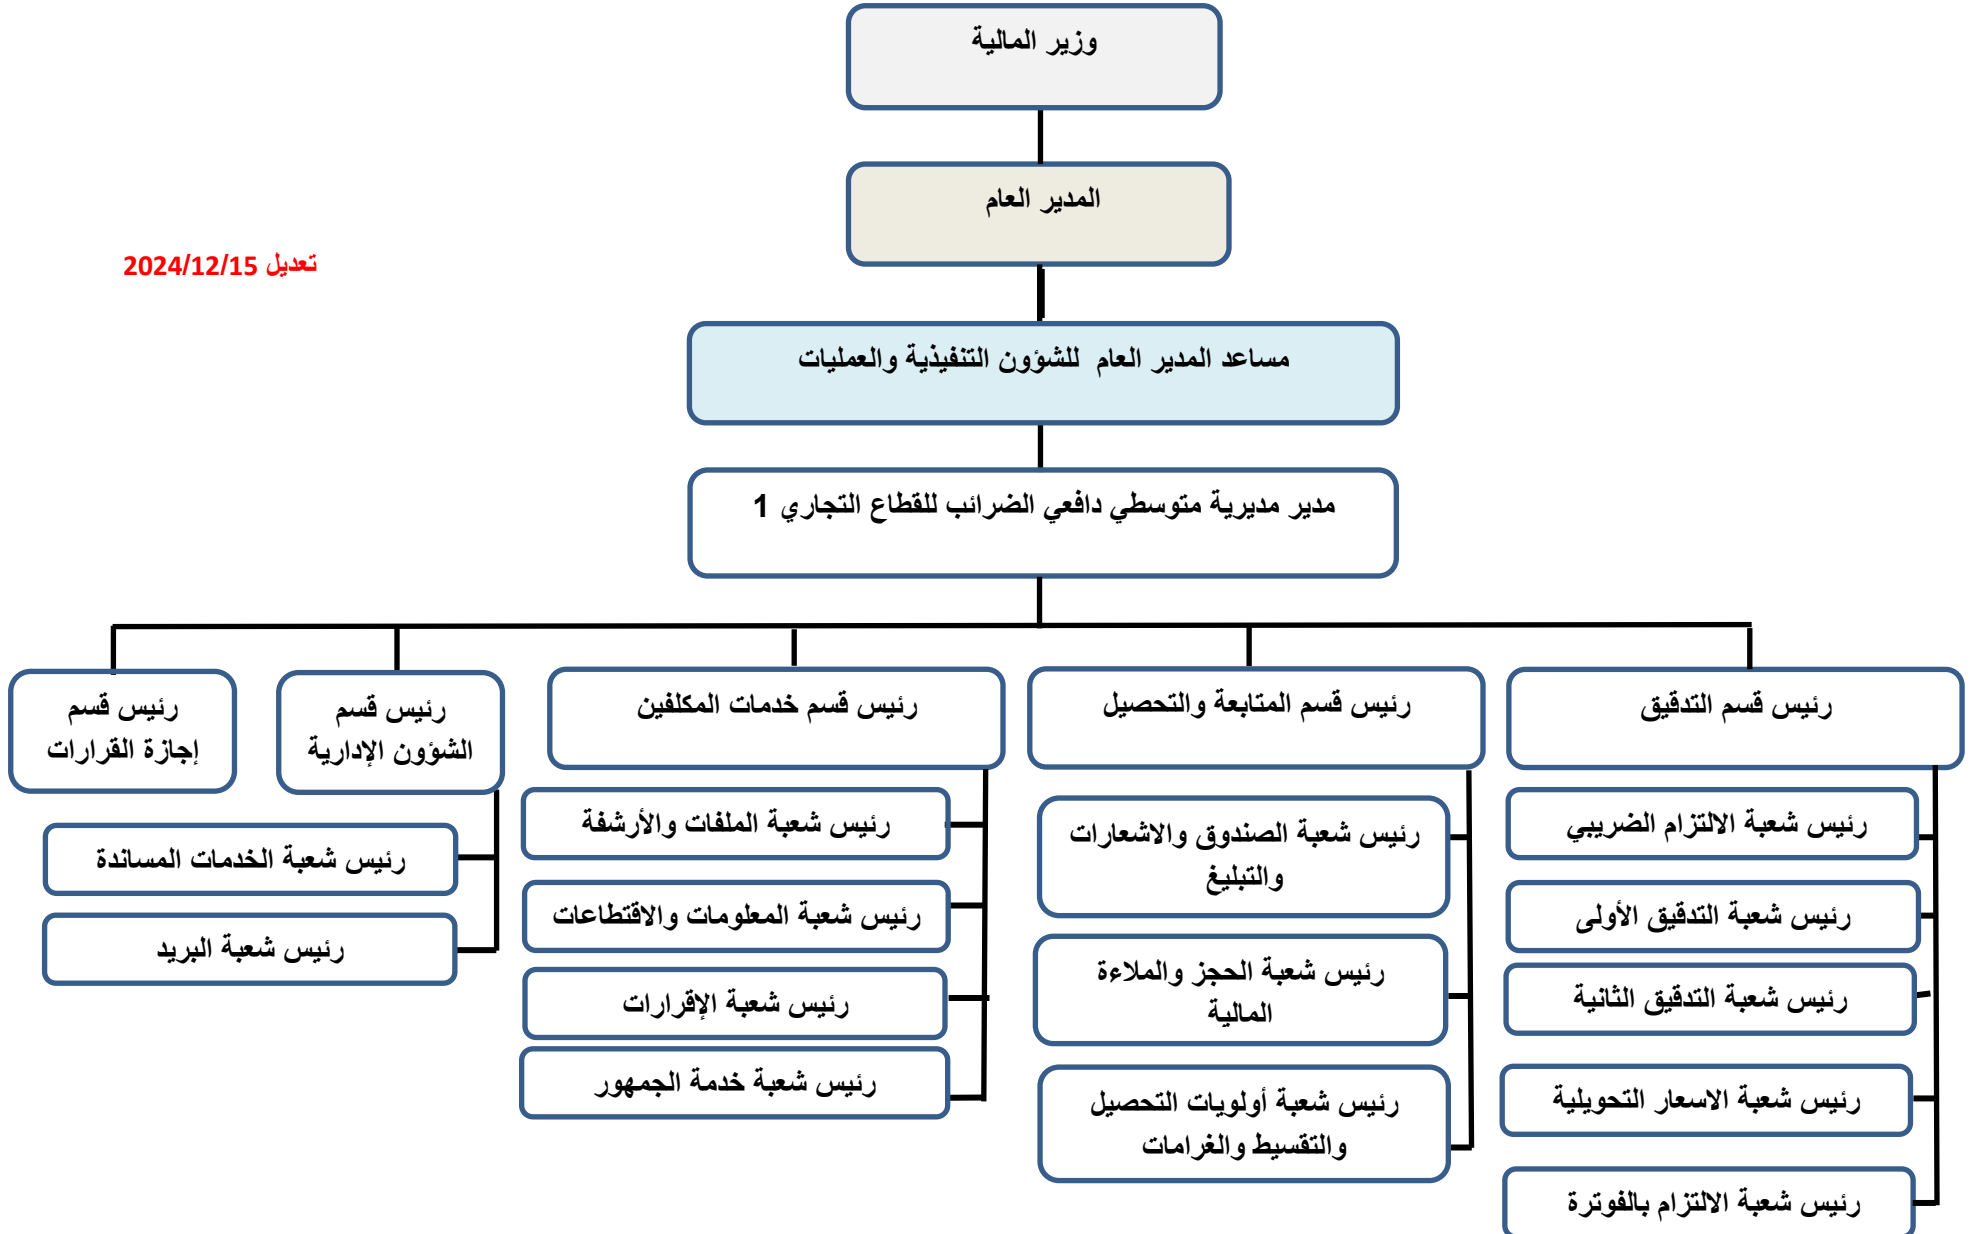 وزير المالية
المدير العام
تعديل 2024/12/15
مساعد المدير العام للشؤون التنفيذية والعمليات
مدير مديرية متوسطي دافعي الضرائب للقطاع التجاري 1
رئيس قسم التدقيق
رئيس شعبة الالتزام الضريبي
رئيس شعبة التدقيق الأولى
رئيس شعبة التدقيق الثانية
رئيس شعبة الاسعار التحويلية
رئيس شعبة الالتزام بالفوترة
رئيس قسم المتابعة والتحصيل
رئيس شعبة الصندوق والاشعارات
والتبليغ
رئيس شعبة الحجز والملاءة
المالية
رئيس شعبة أولويات التحصيل
والتقسيط والغرامات
رئيس قسم خدمات المكلفين
رئيس شعبة الملفات والأرشفة
رئيس شعبة المعلومات والاقتطاعات
رئيس شعبة الإقرارات
رئيس شعبة خدمة الجمهور
رئيس قسم
الشؤون الإدارية
رئيس شعبة الخدمات المساندة
رئيس شعبة البريد
رئيس قسم
إجازة القرارات